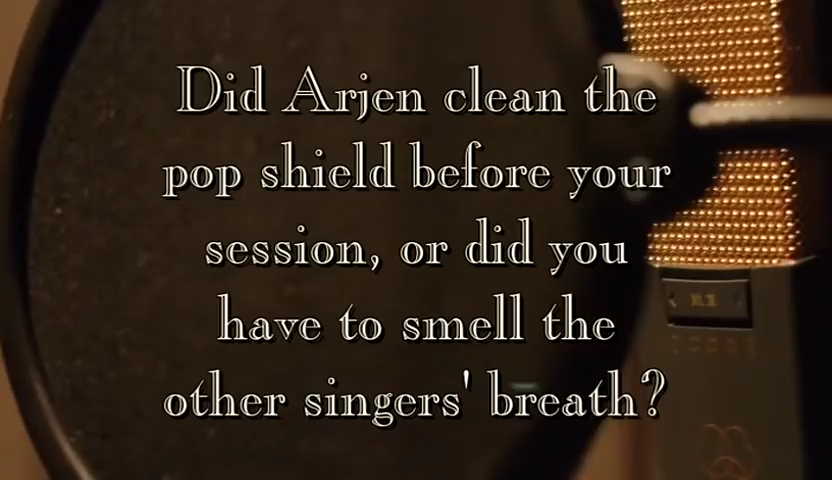 Did Arjen clean the
pop shield before your
session, or did you
have to smell the
other singers' breath?